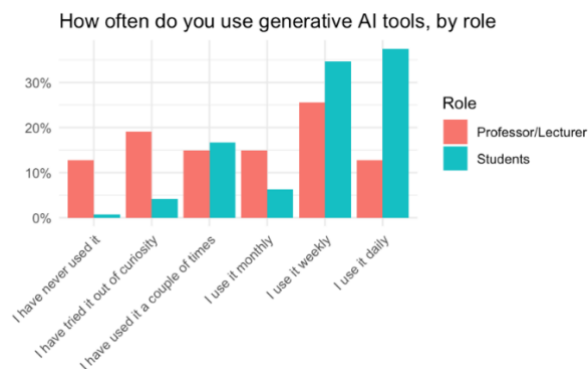 How often do you use generative AI tools, by role
30%
20%
10%
0%
I have never used it
I have tried it out of curiosity
I have used it a couple of times
I use it monthly
I use it weekly
I use it daily
Role
Professor/Lecturer
Students